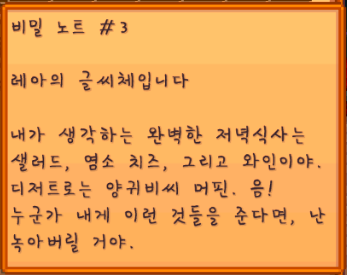 비밀 노트 #3
레아의 글씨체입니다
내가 생각하는 완벽한 저녁식사는
샐러드, 염소 치즈, 그리고 와인이야.
디저트로는 양귀비씨 머핀. 음!
누군가 내게 이런 것들을 준다면, 난
녹아버릴 거야.